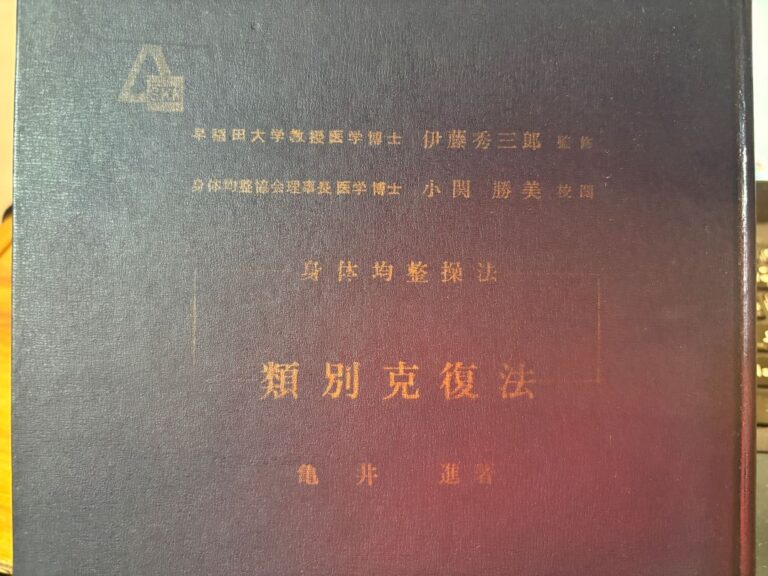 早稲田大学教授医学博士 伊藤秀三郎 監修
身体均整協会理事長医学博士 小関 勝美 校閲
身体均整操法
類別克復法
亀井 進著